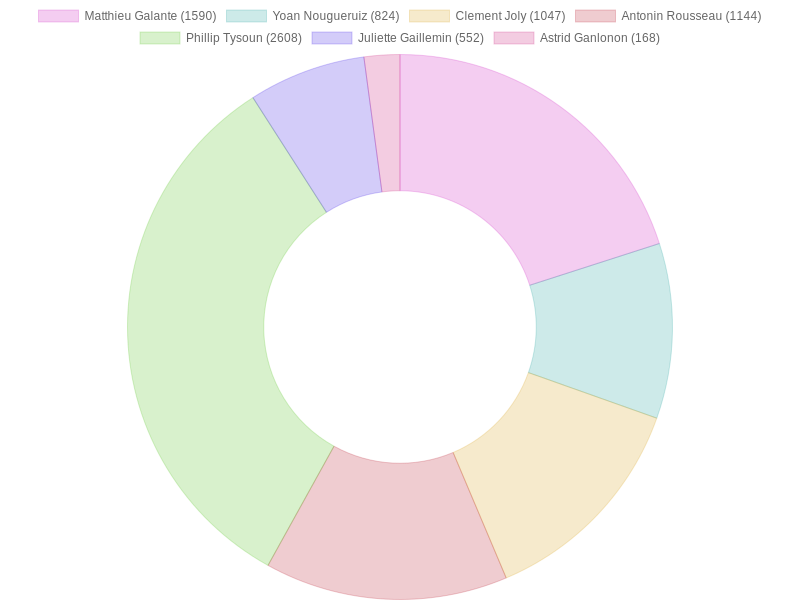 Matthieu Galante (1590) Yoan Nougueruiz (824) Clement Joly (1047) Antonin Rousseau (1144)
Phillip Tysoun (2608) Juliette Gaillemin (552) Astrid Ganlonon (168)